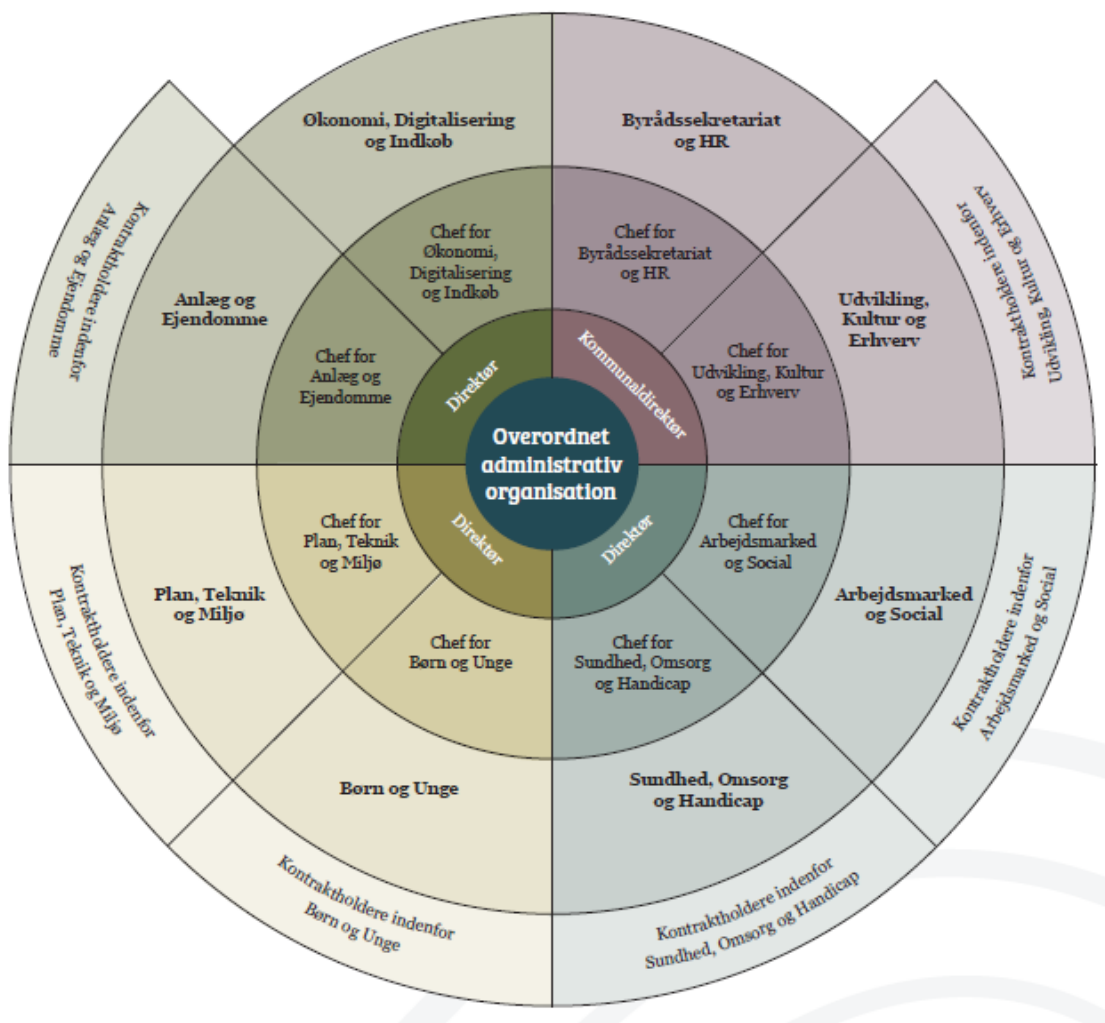 Økonomi, Digitalisering
og Indkøb
Byrådssekretariat
og HR
Kontraktholdere indenfor
Anlæg og Ejendomme
Kontraktholdere indenfor
Udvikling, Kultur og Erhverv
Chef for
Økonomi,
Digitalisering
og Indkøb
Chef for
Byrådssekretariat
og HR
Anlæg og
Ejendomme
Udvikling,
Kultur og
Erhverv
Chef for
Anlæg og
Ejendomme
Chef for
Udvikling, Kultur
og Erhverv
Direktør
Kommunaldirektør
Overordnet
administrativ
organisation
Direktør
Direktør
Chef for
Plan, Teknik
og Miljø
Chef for
Arbejdsmarked
og Social
Plan, Teknik
og Miljø
Arbejdsmarked
og Social
Kontraktholdere indenfor
Plan, Teknik og Miljø
Kontraktholdere indenfor
Arbejdsmarked og Social
Chef for
Børn og Unge
Chef for
Sundhed, Omsorg
og Handicap
Børn og Unge
Sundhed, Omsorg
og Handicap
Kontraktholdere indenfor
Børn og Unge
Kontraktholdere indenfor
Sundhed, Omsorg og Handicap